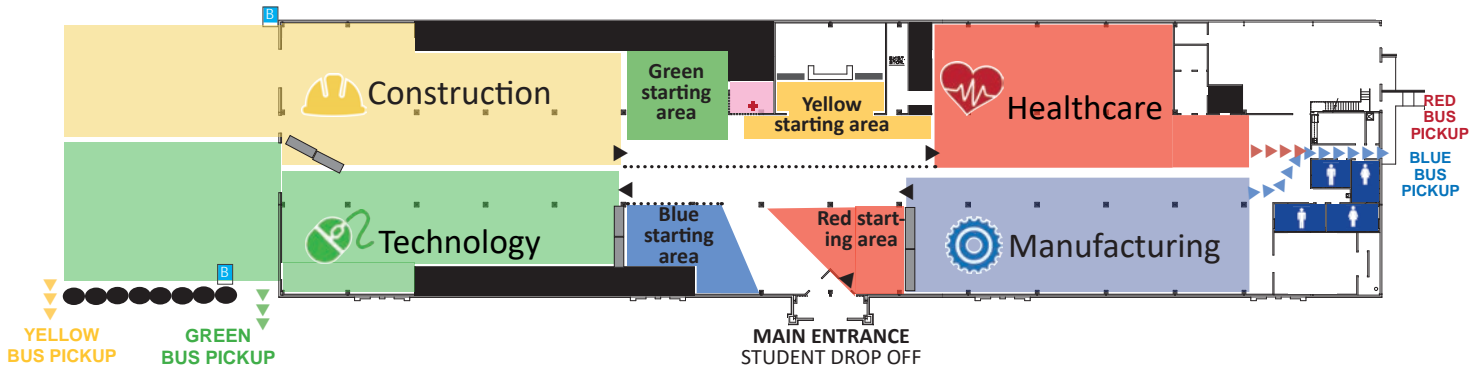 B
Construction
Green
starting
area
Yellow
starting area
Healthcare
RED
BUS
PICKUP
BLUE
BUS
PICKUP
Technology
Blue
starting
area
Red start-
ing area
Manufacturing
B
YELLOW
BUS PICKUP
GREEN
BUS PICKUP
MAIN ENTRANCE
STUDENT DROP OFF